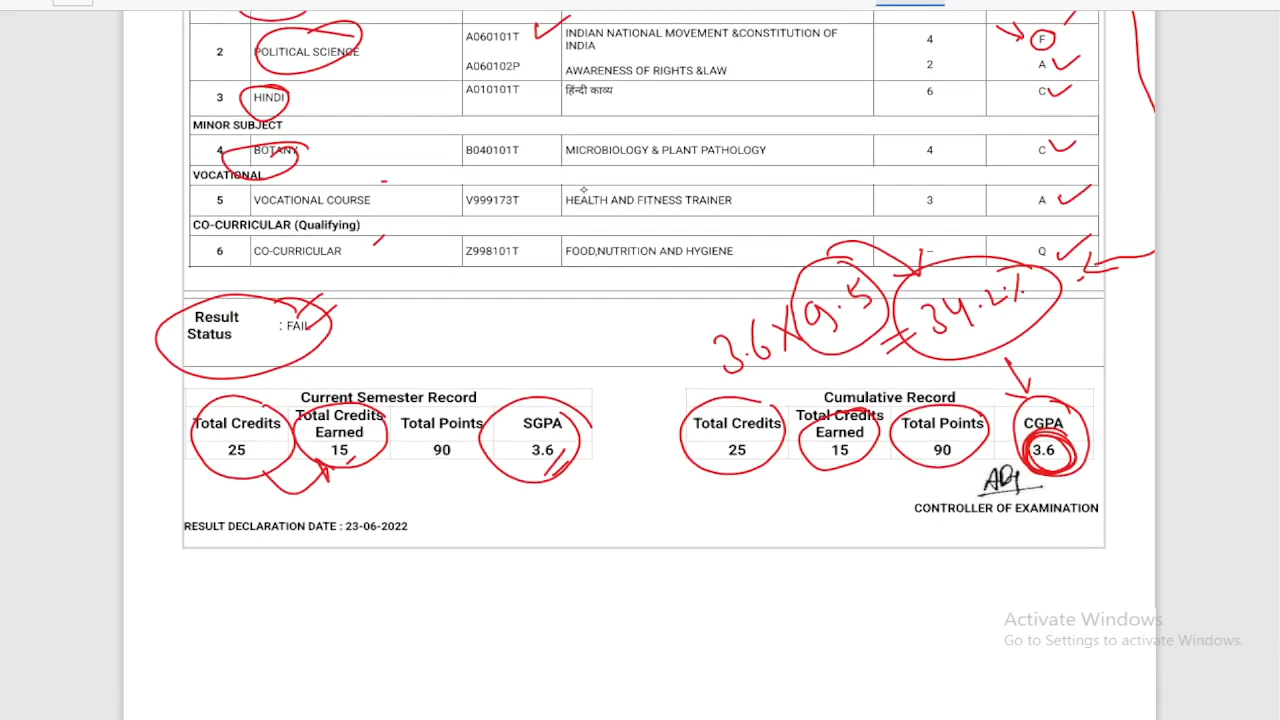 2 POLITICAL SCIENCE A060101T INDIAN NATIONAL MOVEMENT &CONSTITUTION OF INDIA 4 F
A060102P AWARENESS OF RIGHTS &LAW 2 A
3 HINDI A010101T हिंन्दी काव्य 6 C
MINOR SUBJECT
4 BOTANY B040101T MICROBIOLOGY & PLANT PATHOLOGY 4 C
VOCATIONAL
5 VOCATIONAL COURSE V999173T HEALTH AND FITNESS TRAINER 3 A
CO-CURRICULAR (Qualifying)
6 CO-CURRICULAR Z998101T FOOD,NUTRITION AND HYGIENE – Q
3.6 X 9.5 = 34.2%
Result Status : FAIL
Current Semester Record
Total Credits Total Credits Earned Total Points SGPA
25 15 90 3.6
Cumulative Record
Total Credits Total Credits Earned Total Points CGPA
25 15 90 3.6
CONTROLLER OF EXAMINATION
RESULT DECLARATION DATE : 23-06-2022
Activate Windows
Go to Settings to activate Windows.